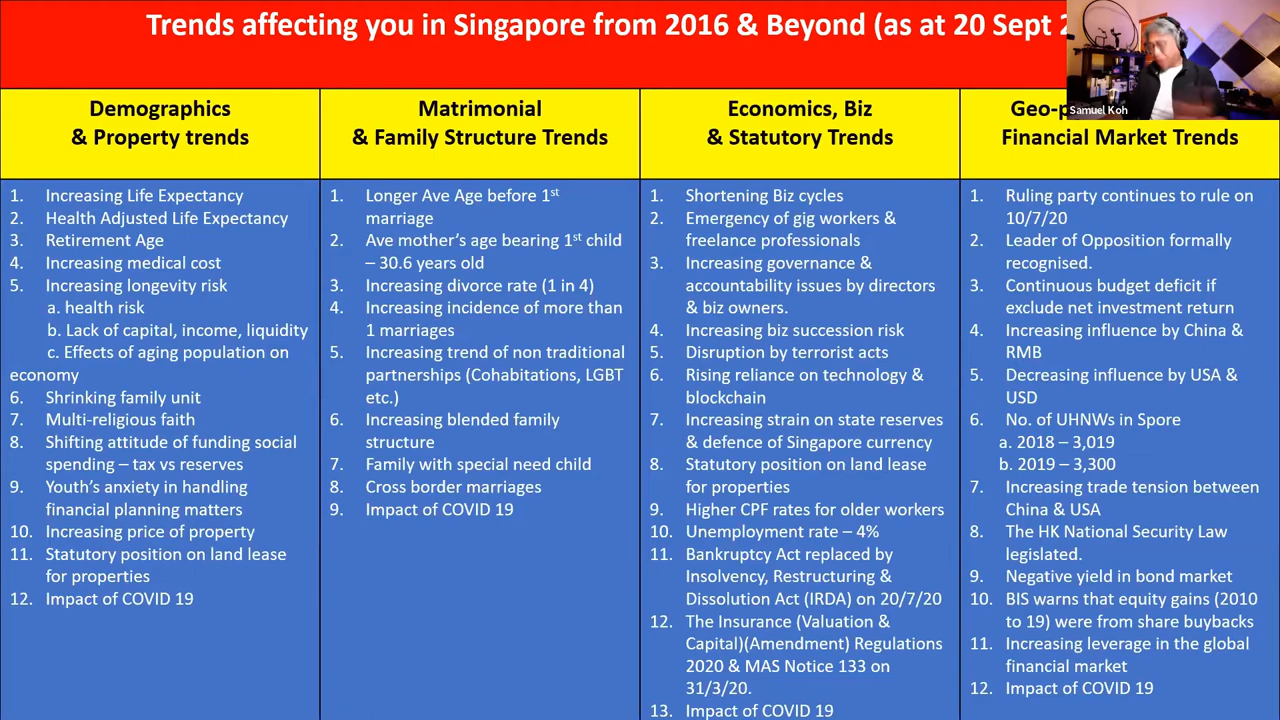 Trends affecting you in Singapore from 2016 & Beyond (as at 20 Sept
Samuel Koh
Demographics
& Property trends
1. Increasing Life Expectancy
2. Health Adjusted Life Expectancy
3. Retirement Age
4. Increasing medical cost
5. Increasing longevity risk
a. health risk
b. Lack of capital, income, liquidity
c. Effects of aging population on
economy
6. Shrinking family unit
7. Multi-religious faith
8. Shifting attitude of funding social
spending – tax vs reserves
9. Youth's anxiety in handling
financial planning matters
10. Increasing price of property
11. Statutory position on land lease
for properties
12. Impact of COVID 19
Matrimonial
& Family Structure Trends
1. Longer Ave Age before 1st
marriage
2. Ave mother's age bearing 1st child
– 30.6 years old
3. Increasing divorce rate (1 in 4)
4. Increasing incidence of more than
1 marriages
5. Increasing trend of non traditional
partnerships (Cohabitations, LGBT
etc.)
6. Increasing blended family
structure
7. Family with special need child
8. Cross border marriages
9. Impact of COVID 19
Economics, Biz
& Statutory Trends
1. Shortening Biz cycles
2. Emergency of gig workers &
freelance professionals
3. Increasing governance &
accountability issues by directors
& biz owners.
4. Increasing biz succession risk
5. Disruption by terrorist acts
6. Rising reliance on technology &
blockchain
7. Increasing strain on state reserves
& defence of Singapore currency
8. Statutory position on land lease
for properties
9. Higher CPF rates for older workers
10. Unemployment rate – 4%
11. Bankruptcy Act replaced by
Insolvency, Restructuring &
Dissolution Act (IRDA) on 20/7/20
12. The Insurance (Valuation &
Capital)(Amendment) Regulations
2020 & MAS Notice 133 on
31/3/20.
13. Impact of COVID 19
Financial Market Trends
1. Ruling party continues to rule on
10/7/20
2. Leader of Opposition formally
recognised.
3. Continuous budget deficit if
exclude net investment return
4. Increasing influence by China &
RMB
5. Decreasing influence by USA &
USD
6. No. of UHNWs in Spore
a. 2018 – 3,019
b. 2019 – 3,300
7. Increasing trade tension between
China & USA
8. The HK National Security Law
legislated.
9. Negative yield in bond market
10. BIS warns that equity gains (2010
to 19) were from share buybacks
11. Increasing leverage in the global
financial market
12. Impact of COVID 19